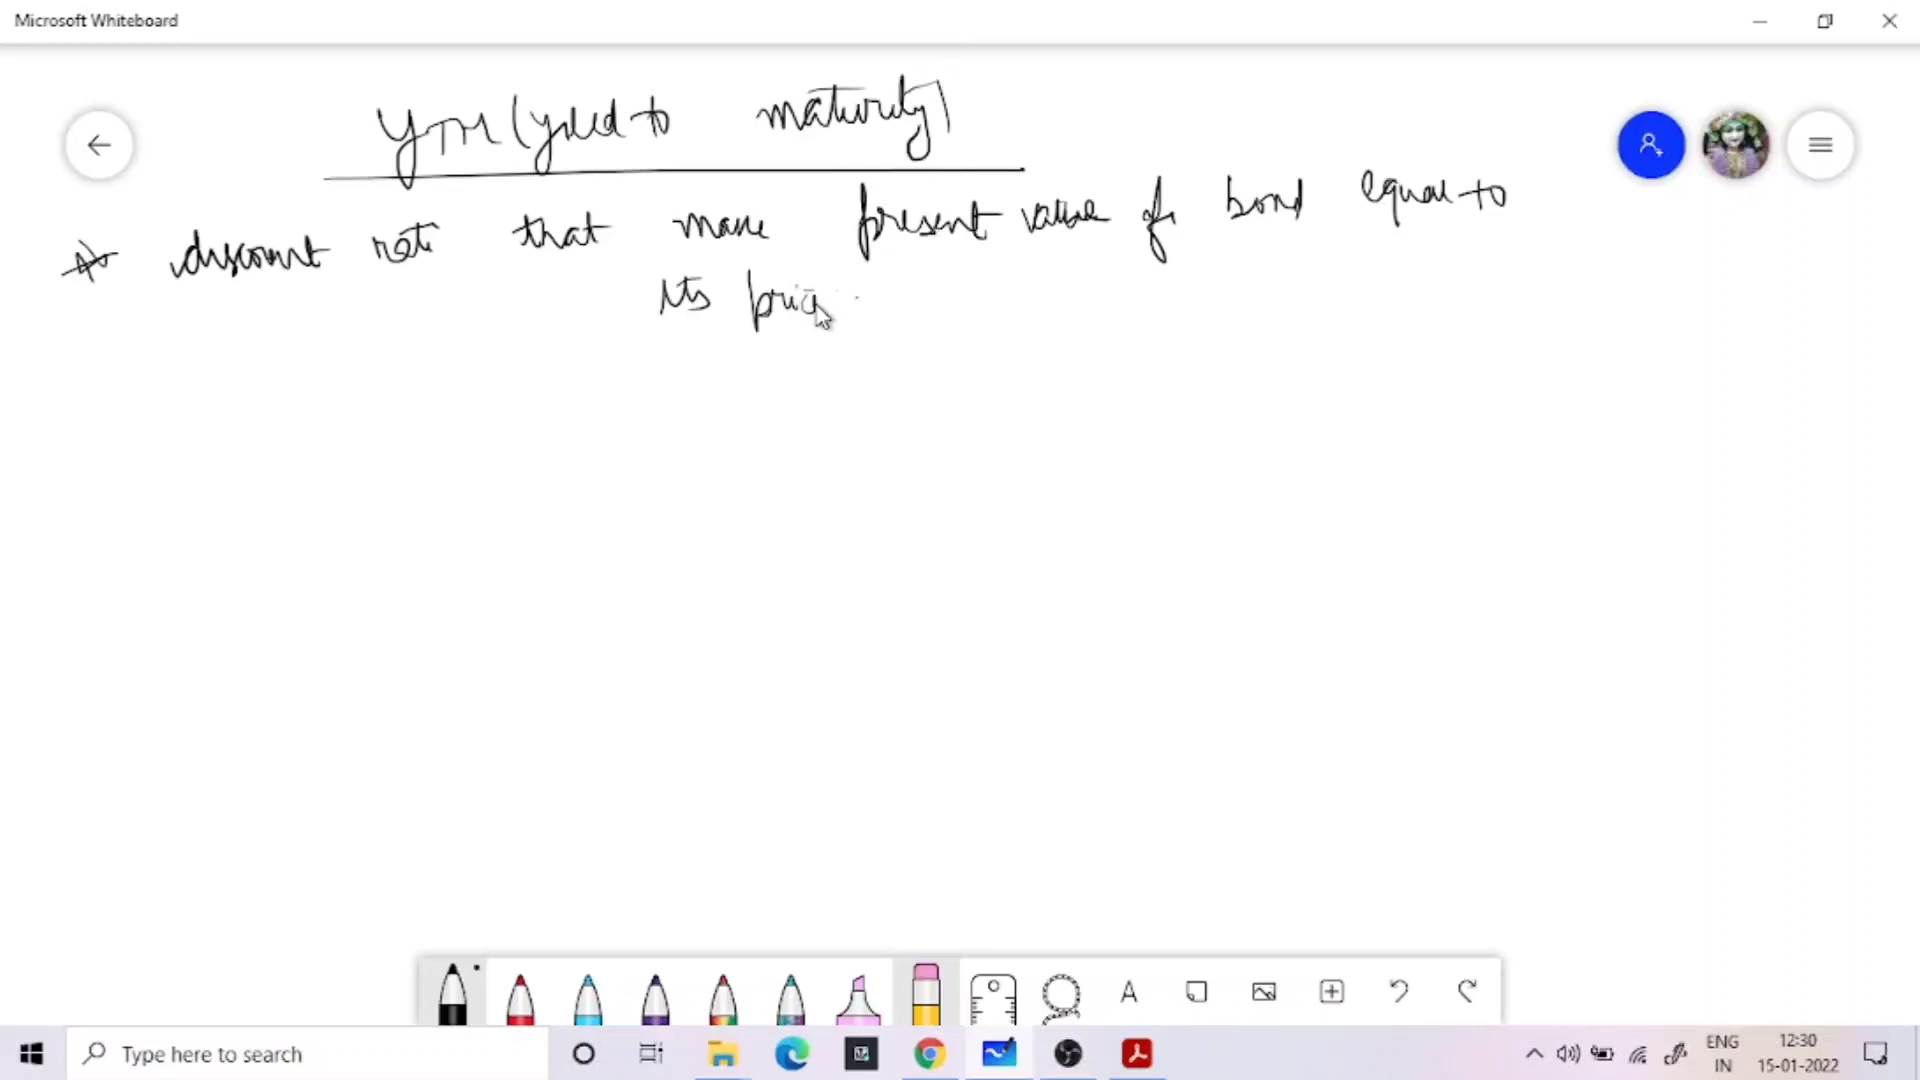 Microsoft Whiteboard
YTM (yield to maturity)
discount rate that make present value of bond equal to
its price
A
Type here to search
ENG
IN
12:30
15-01-2022